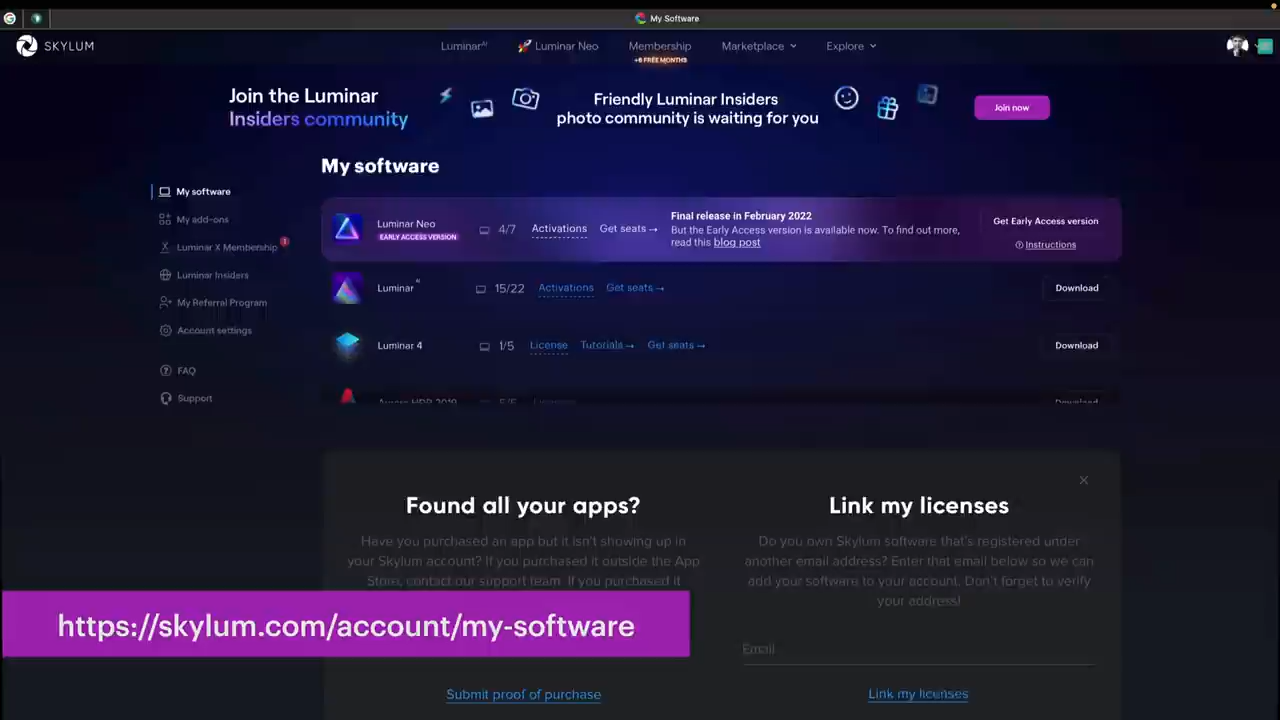 My Software
SKYLUM
Luminar AI
Luminar Neo
Membership
+6 FREE MONTHS
Marketplace
Explore
Join the Luminar
Insiders community
Friendly Luminar Insiders
photo community is waiting for you
Join now
My software
My software
My add-ons
Luminar X Membership
1
Luminar Insiders
My Referral Program
Account settings
FAQ
Support
Luminar Neo
EARLY ACCESS VERSION
4/7
Activations
Get seats →
Final release in February 2022
But the Early Access version is available now. To find out more,
read this blog post
Get Early Access version
Instructions
Luminar AI
15/22
Activations
Get seats →
Download
Luminar 4
1/5
License
Tutorials →
Get seats →
Download
Aurora HDR 2019
5/5
Download
Found all your apps?
Have you purchased an app but it isn't showing up in
your Skylum account? If you purchased it outside the App
Store, contact our support team. If you purchased it
Submit proof of purchase
Link my licenses
Do you own Skylum software that's registered under
another email address? Enter that email below so we can
add your software to your account. Don't forget to verify
your address!
Email
Link my licenses
https://skylum.com/account/my-software